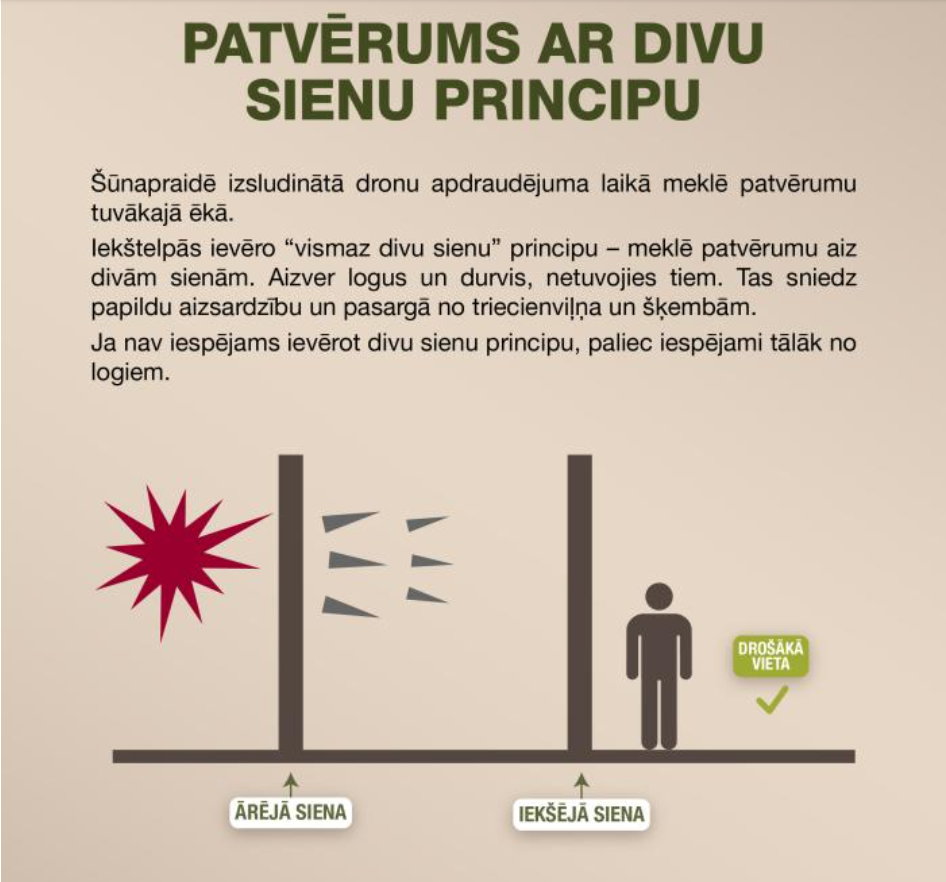 PATVĒRUMS AR DIVU
SIENU PRINCIPU
Šūnapraidē izsludinātā dronu apdraudējuma laikā meklē patvērumu
tuvākajā ēkā.
Iekštelpās ievēro “vismaz divu sienu” principu – meklē patvērumu aiz
divām sienām. Aizver logus un durvis, netuvojies tiem. Tas sniedz
papildu aizsardzību un pasargā no triecienviļņa un šķembām.
Ja nav iespējams ievērot divu sienu principu, paliec iespējami tālāk no
logiem.
DROŠĀKĀ
VIETA
ĀRĒJĀ SIENA
IEKŠĒJĀ SIENA